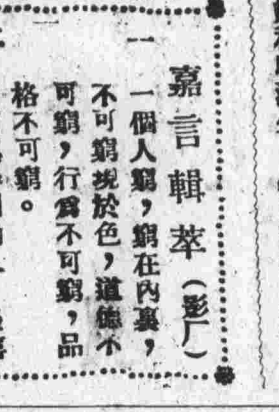 嘉言輯萃（影厂）
一
一個人窮，窮在內裏，
不可窮現於色，道德不
可窮，行爲不可窮，品
格不可窮。